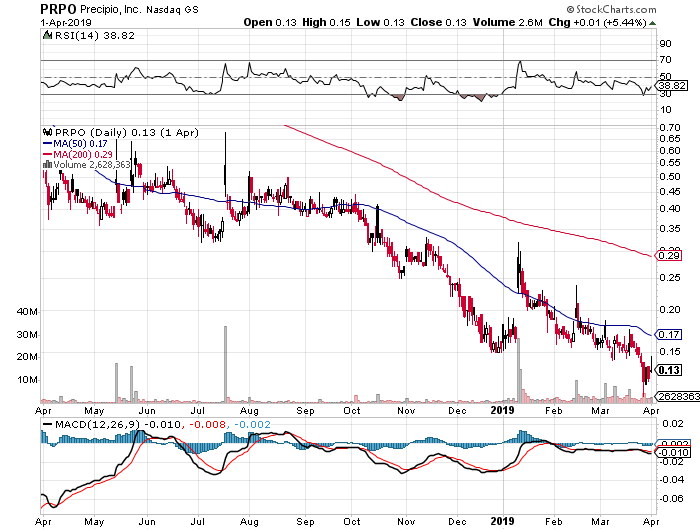 PRPO Precipio, Inc. Nasdaq GS © StockCharts.com
1-Apr-2019 Open 0.13 High 0.15 Low 0.13 Close 0.13 Volume 2.6M Chg +0.01 (+5.44%)
RSI(14) 38.82
90
70
50
38.82
30
10
PRPO (Daily) 0.13 (1 Apr)
MA(50) 0.17
MA(200) 0.29
Volume 2,628,363
0.70
0.65
0.60
0.55
0.50
0.45
0.40
0.35
0.29
0.25
0.20
0.17
0.15
0.13
2628363
40M
30M
20M
10M
Apr May Jun Jul Aug Sep Oct Nov Dec 2019 Feb Mar Apr
MACD(12,26,9) -0.010, -0.008, -0.002
0.02
-0.002
-0.010
-0.02
-0.04
-0.06
Apr May Jun Jul Aug Sep Oct Nov Dec 2019 Feb Mar Apr